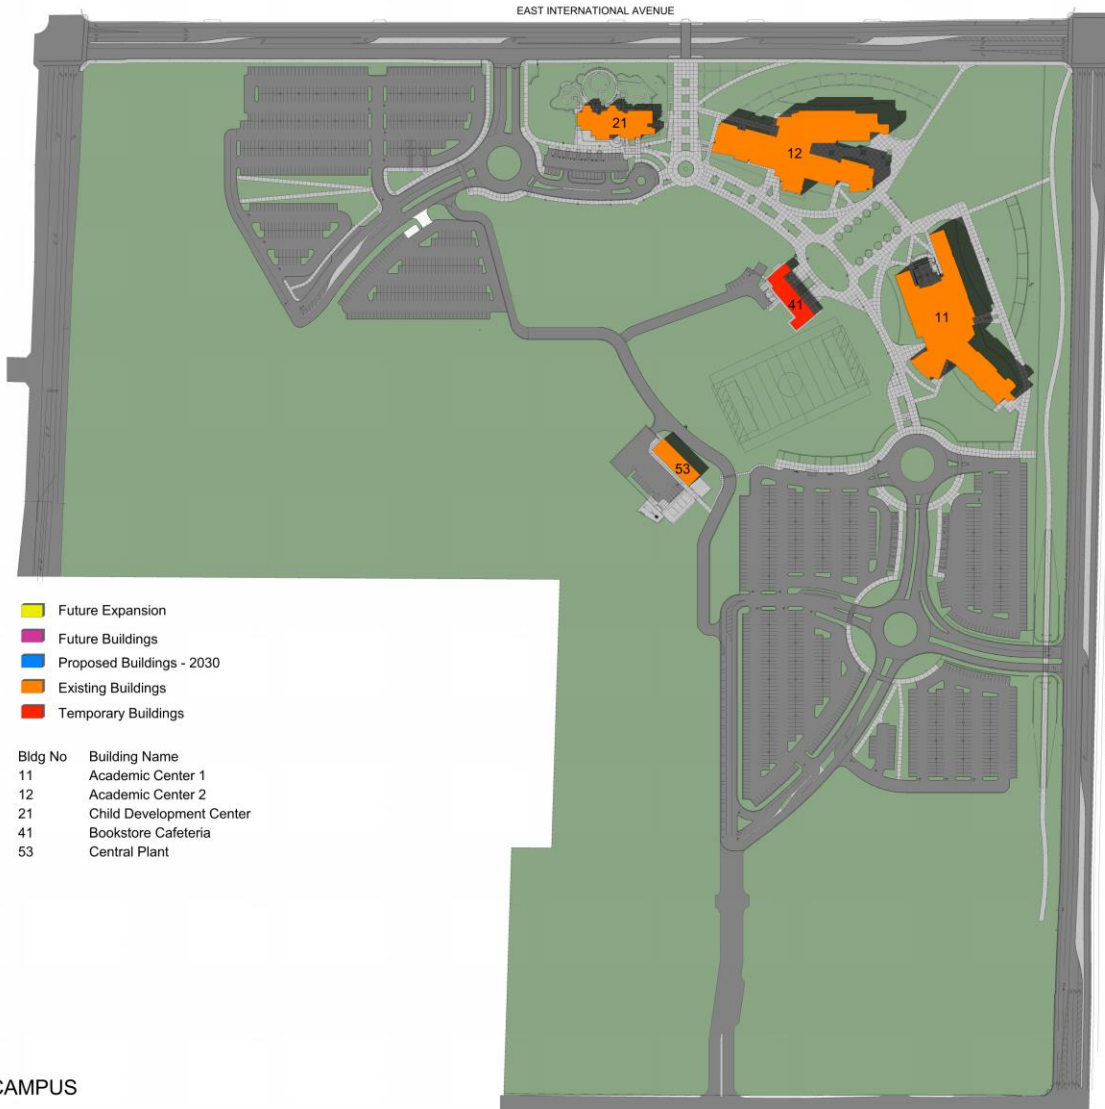 EAST INTERNATIONAL AVENUE
21
12
41
11
53
Future Expansion
Future Buildings
Proposed Buildings - 2030
Existing Buildings
Temporary Buildings
Bldg No Building Name
11 Academic Center 1
12 Academic Center 2
21 Child Development Center
41 Bookstore Cafeteria
53 Central Plant
CAMPUS